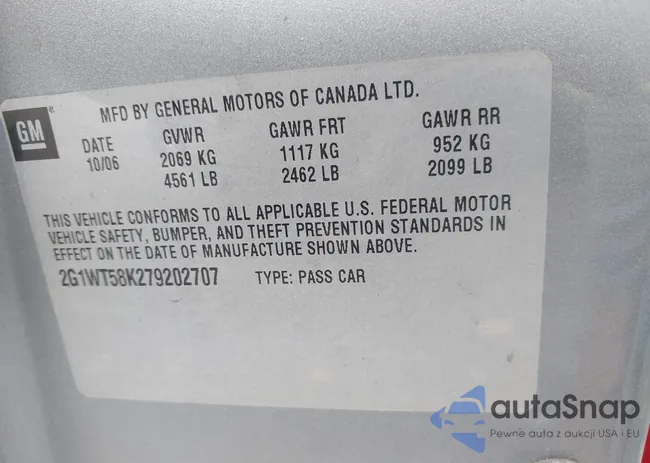 GM ®
MFD BY GENERAL MOTORS OF CANADA LTD.
DATE GVWR GAWR FRT GAWR RR
10/06 2069 KG 1117 KG 952 KG
4561 LB 2462 LB 2099 LB
THIS VEHICLE CONFORMS TO ALL APPLICABLE U.S. FEDERAL MOTOR
VEHICLE SAFETY, BUMPER, AND THEFT PREVENTION STANDARDS IN
EFFECT ON THE DATE OF MANUFACTURE SHOWN ABOVE.
2G1WT58K279202707 TYPE: PASS CAR
autaSnap
Pewne auta z aukcji USA i EU